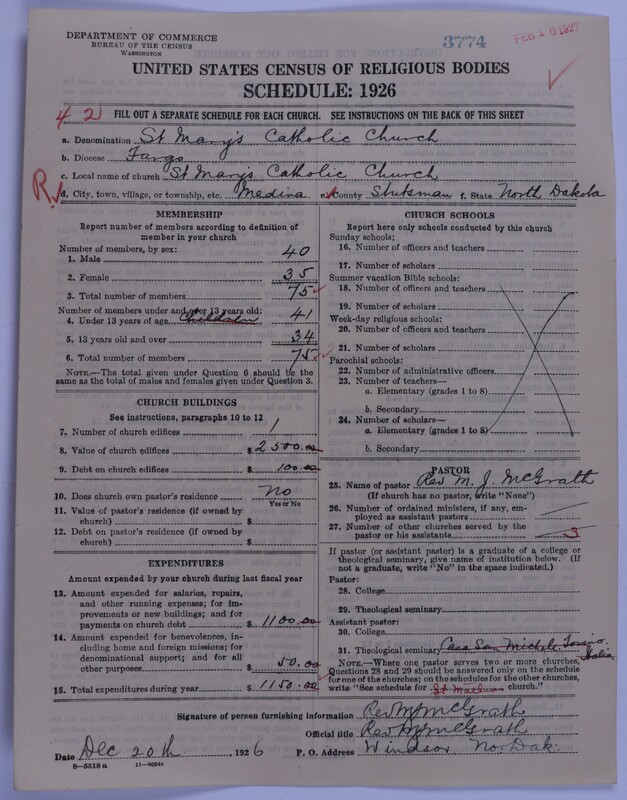 DEPARTMENT OF COMMERCE
BUREAU OF THE CENSUS
WASHINGTON
3774
FEB 10 1927
UNITED STATES CENSUS OF RELIGIOUS BODIES
SCHEDULE: 1926
4 2
FILL OUT A SEPARATE SCHEDULE FOR EACH CHURCH. SEE INSTRUCTIONS ON THE BACK OF THIS SHEET
a. Denomination St Mary's Catholic Church
b. Diocese Fargo
c. Local name of church St Mary's Catholic Church
R
d. City, town, village, or township, etc. Medina e. County Stutsman f. State North Dakota
MEMBERSHIP
Report number of members according to definition of member in your church
Number of members, by sex:
1. Male 40
2. Female 35
3. Total number of members 75
Number of members under and over 13 years old:
4. Under 13 years of age 41
5. 13 years old and over 34
6. Total number of members 75
NOTE.—The total given under Question 6 should be the same as the total of males and females given under Question 3.
CHURCH BUILDINGS
See instructions, paragraphs 10 to 12
7. Number of church edifices 1
8. Value of church edifices $ 2500.00
9. Debt on church edifices $ 100.00
10. Does church own pastor's residence No
Yes or No
11. Value of pastor's residence (if owned by church) $
12. Debt on pastor's residence (if owned by church) $
EXPENDITURES
Amount expended by your church during last fiscal year
13. Amount expended for salaries, repairs, and other running expenses; for improvements or new buildings; and for payments on church debt $ 1100.00
14. Amount expended for benevolences, including home and foreign missions; for denominational support; and for all other purposes $ 50.00
15. Total expenditures during year $ 1150.00
CHURCH SCHOOLS
Report here only schools conducted by this church
Sunday schools:
16. Number of officers and teachers
17. Number of scholars
Summer vacation Bible schools:
18. Number of officers and teachers
19. Number of scholars
Week-day religious schools:
20. Number of officers and teachers
21. Number of scholars
Parochial schools:
22. Number of administrative officers
23. Number of teachers—
a. Elementary (grades 1 to 8)
b. Secondary
24. Number of scholars—
a. Elementary (grades 1 to 8)
b. Secondary
PASTOR
25. Name of pastor Rev M. J. McGrath
(If church has no pastor, write "None")
26. Number of ordained ministers, if any, employed as assistant pastors
27. Number of other churches served by the pastor or his assistants 3
If pastor (or assistant pastor) is a graduate of a college or theological seminary, give name of institution below. (If not a graduate, write "No" in the space indicated.)
Pastor:
28. College
29. Theological seminary
Assistant pastor:
30. College
31. Theological seminary Casa San Michele Torino Italia
NOTE.—Where one pastor serves two or more churches, Questions 28 and 29 should be answered only on the schedule for one of the churches; on the schedules for the other churches, write "See schedule for St church."
Signature of person furnishing information Rev M J McGrath
Official title Rev M J McGrath
Date Dec 20th, 1926 P. O. Address Windsor Nor Dak.
8—5518 a